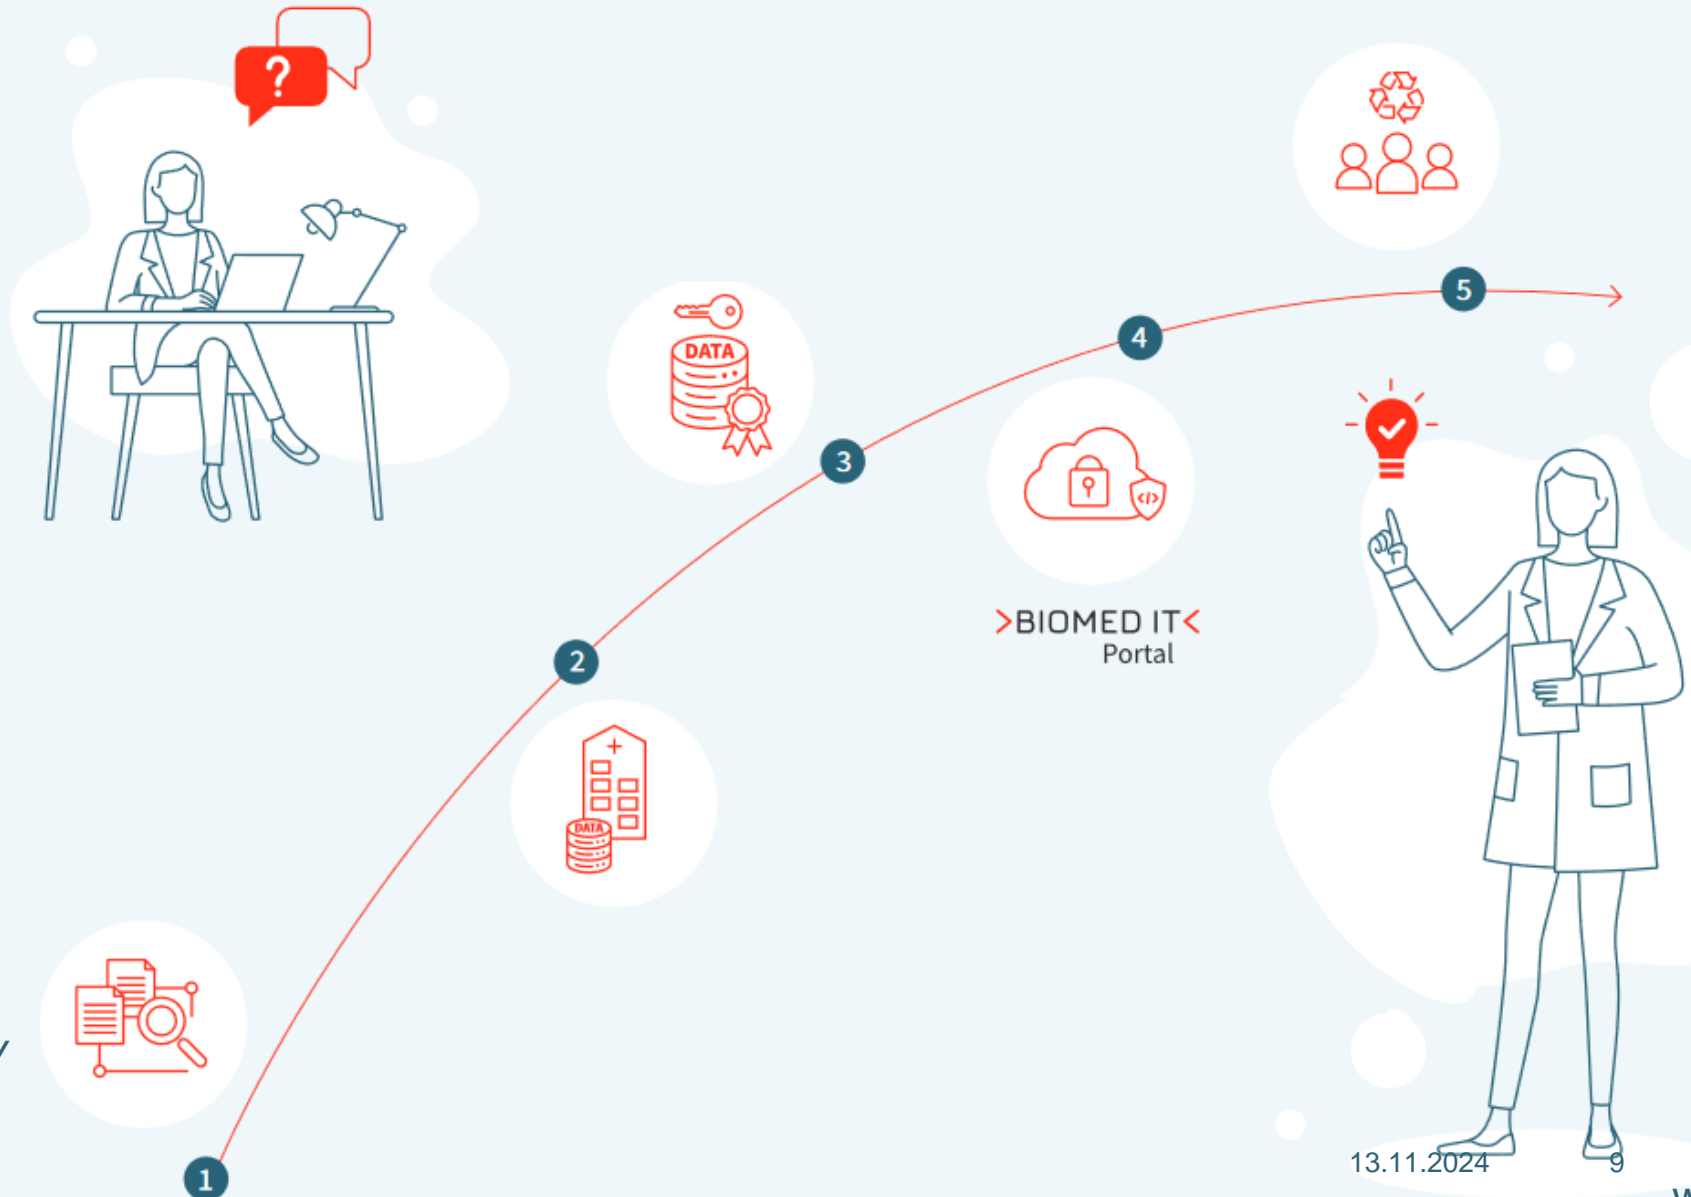 ?
5
4
DATA
3
</>
>BIOMED IT<
Portal
2
DATA
1
13.11.2024
9